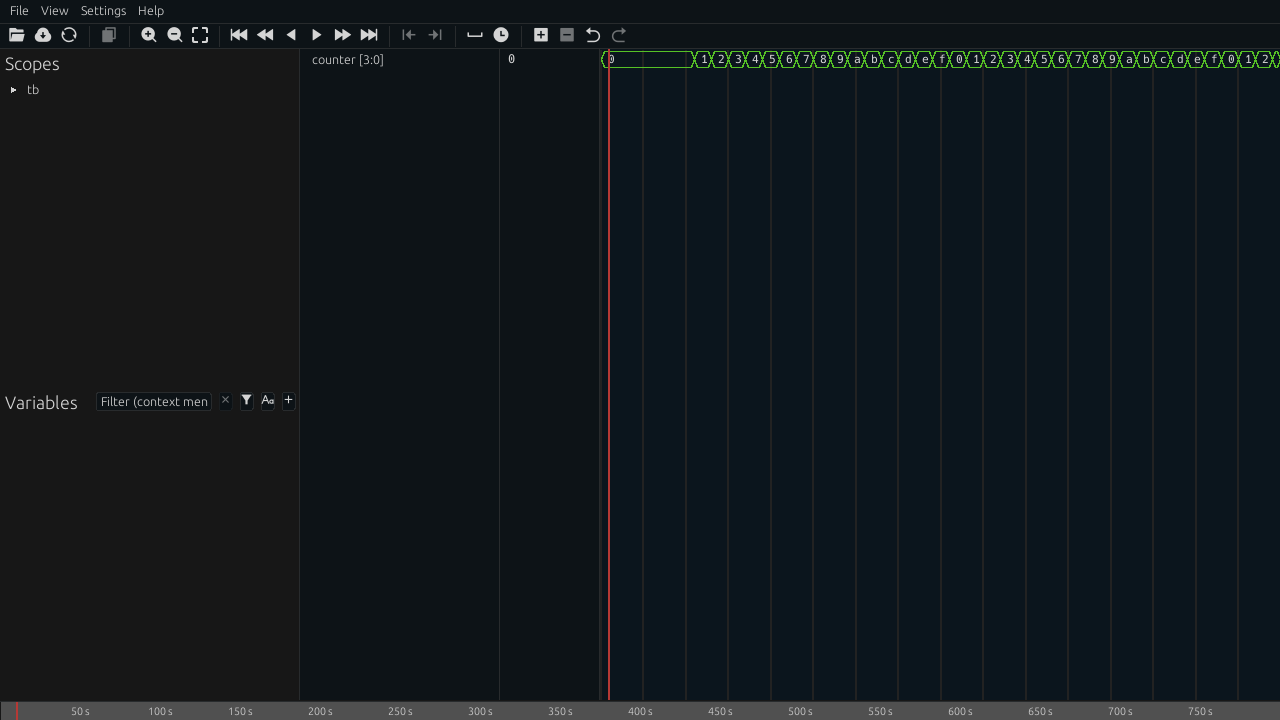 File View Settings Help
Scopes
tb
counter [3:0]
0
0 1 2 3 4 5 6 7 8 9 a b c d e f 0 1 2 3 4 5 6 7 8 9 a b c d e f 0 1 2
Variables
Filter (context men
Aa
50 s 100 s 150 s 200 s 250 s 300 s 350 s 400 s 450 s 500 s 550 s 600 s 650 s 700 s 750 s